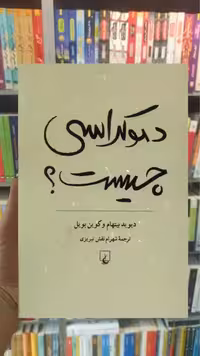 دموکراسی
چیست؟
دیوید بیتهام و کوین بویل
ترجمهٔ شهرام نقش تبریزی